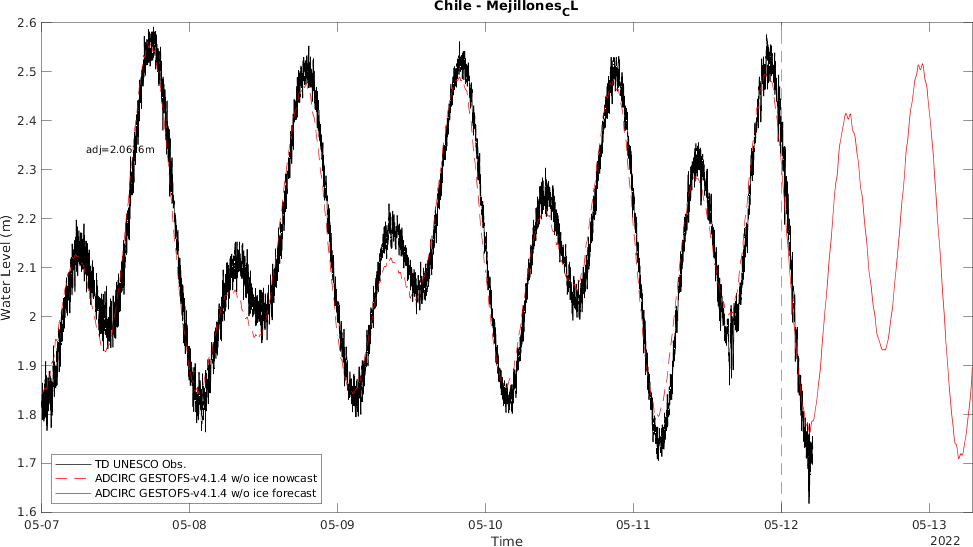 Chile - Mejillones_CL
2.6
2.5
2.4
2.3
2.2
2.1
2
1.9
1.8
1.7
1.6
Water Level (m)
adj=2.0626m
TD UNESCO Obs.
ADCIRC GESTOFS-v4.1.4 w/o ice nowcast
ADCIRC GESTOFS-v4.1.4 w/o ice forecast
05-07 05-08 05-09 05-10 05-11 05-12 05-13
Time
2022